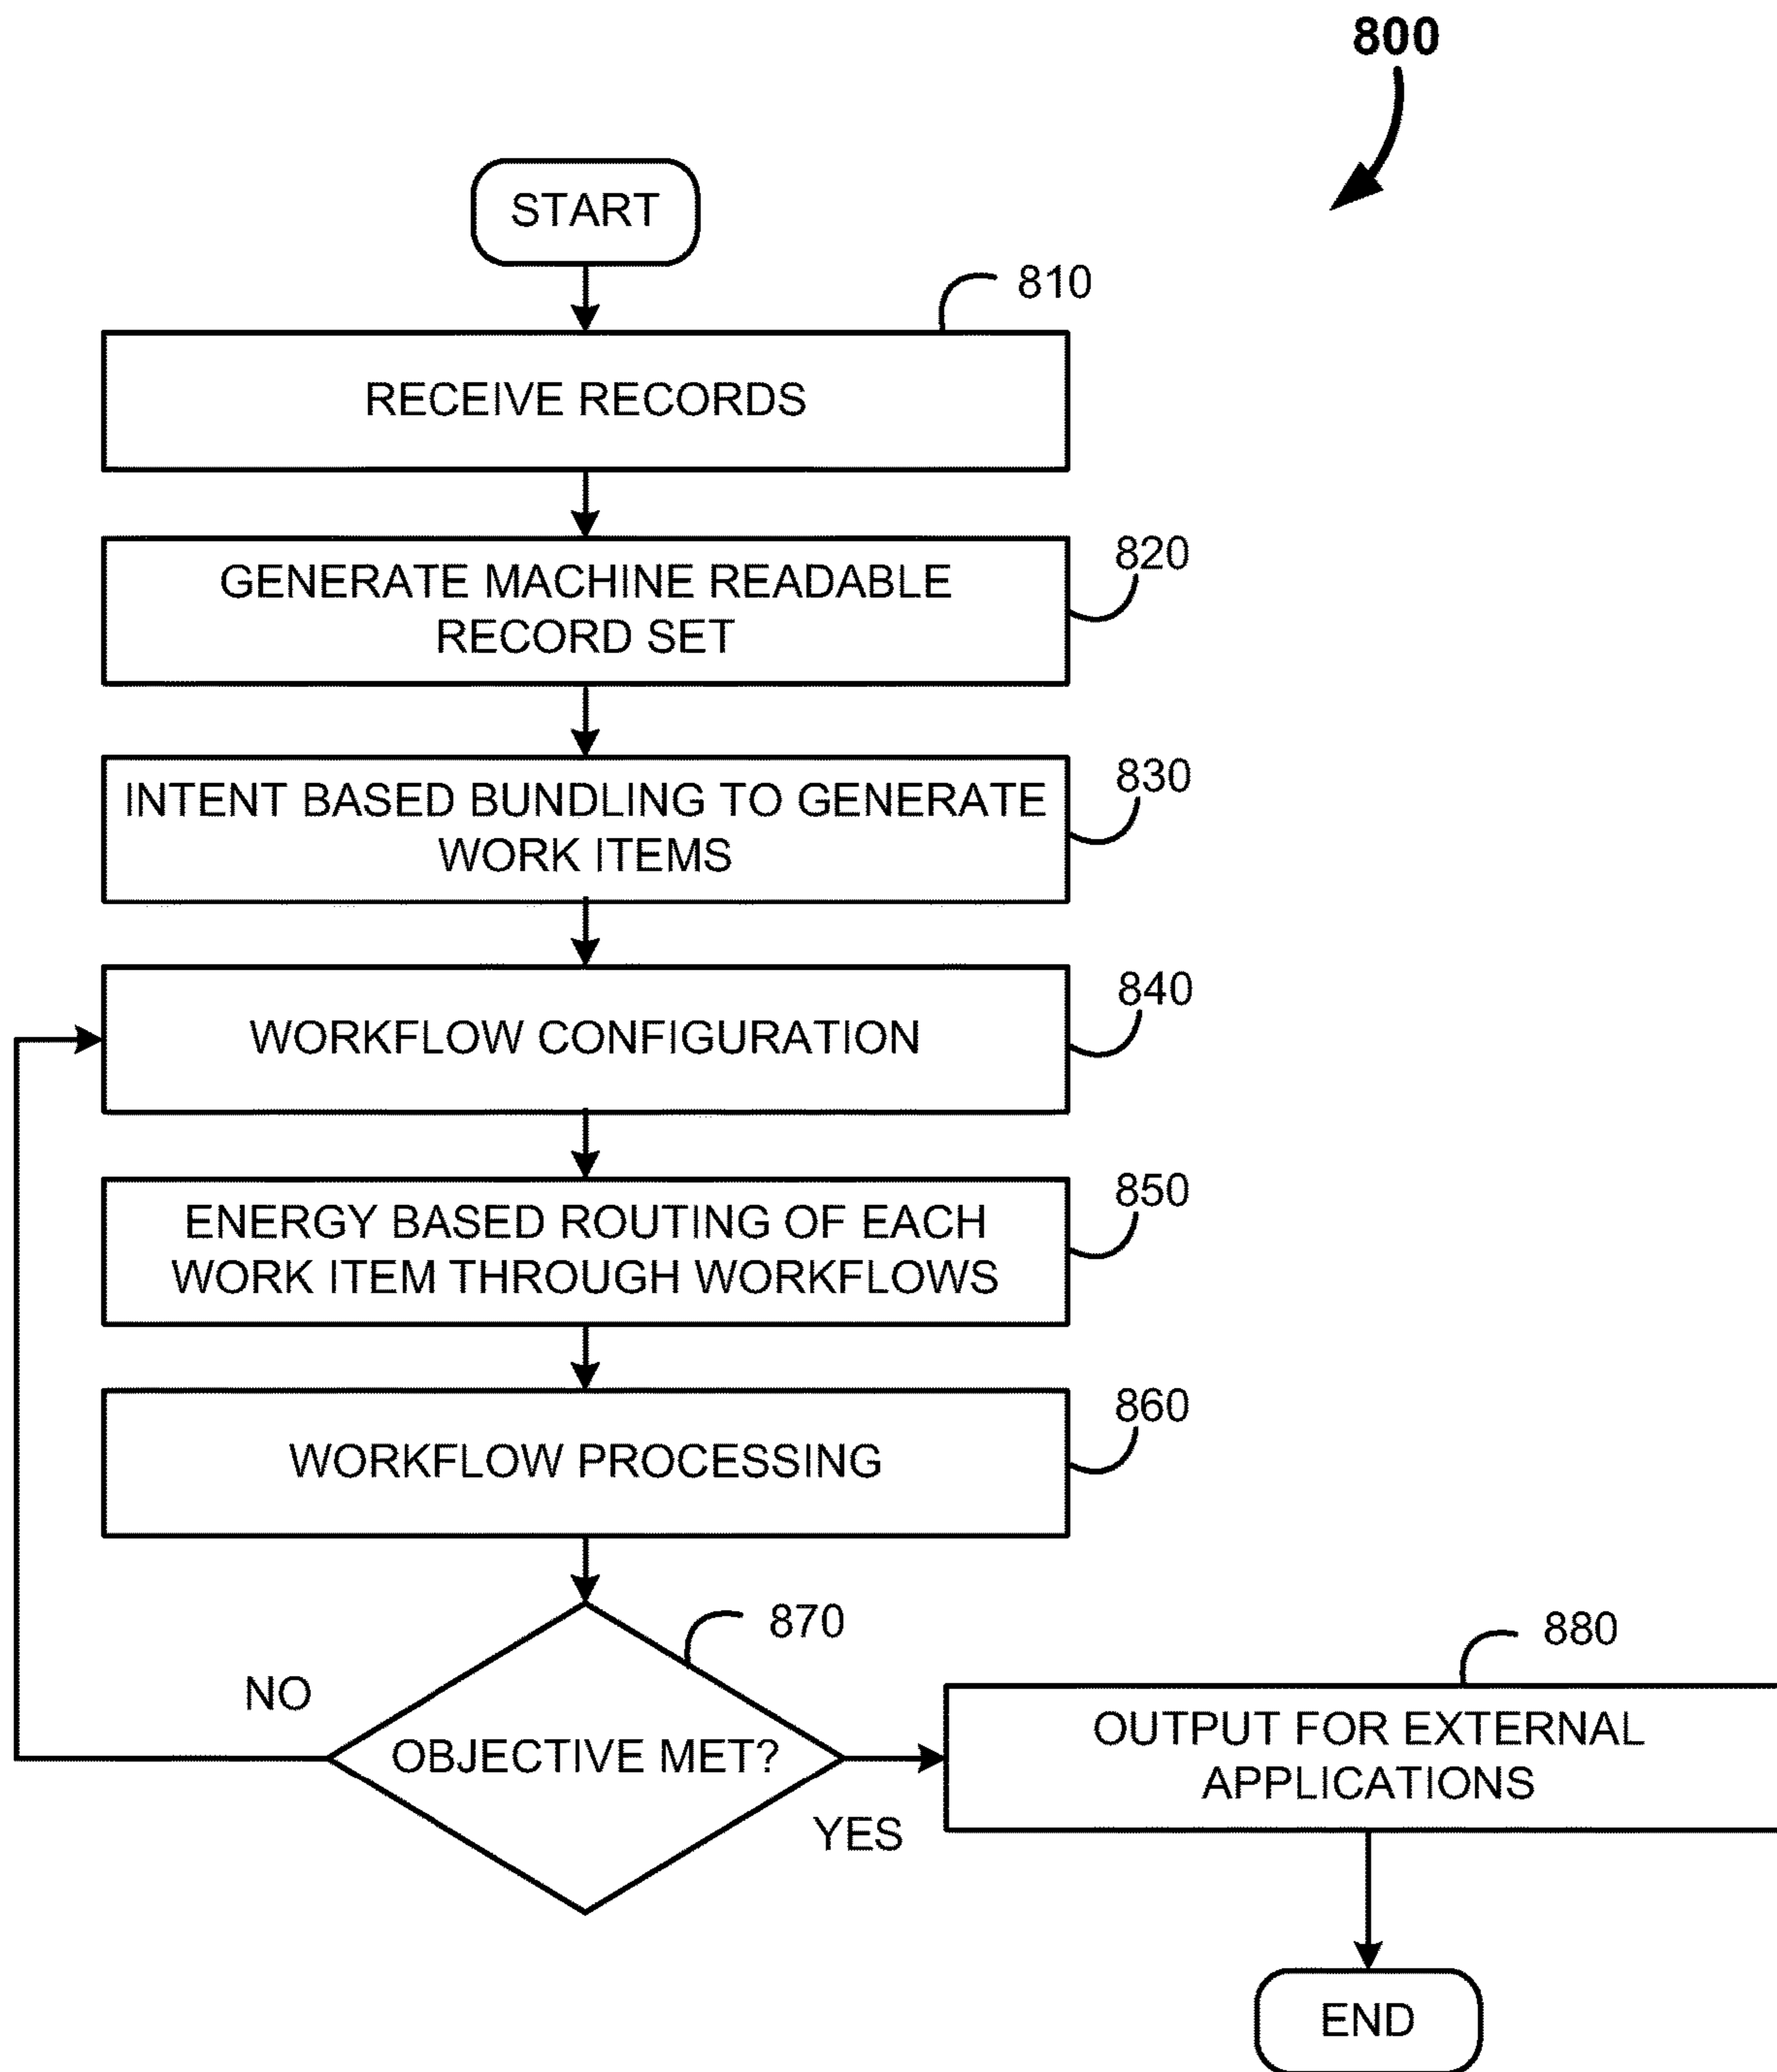 800
START
810
RECEIVE RECORDS
820
GENERATE MACHINE READABLE
RECORD SET
830
INTENT BASED BUNDLING TO GENERATE
WORK ITEMS
840
WORKFLOW CONFIGURATION
850
ENERGY BASED ROUTING OF EACH
WORK ITEM THROUGH WORKFLOWS
860
WORKFLOW PROCESSING
870
NO
OBJECTIVE MET?
YES
880
OUTPUT FOR EXTERNAL
APPLICATIONS
END